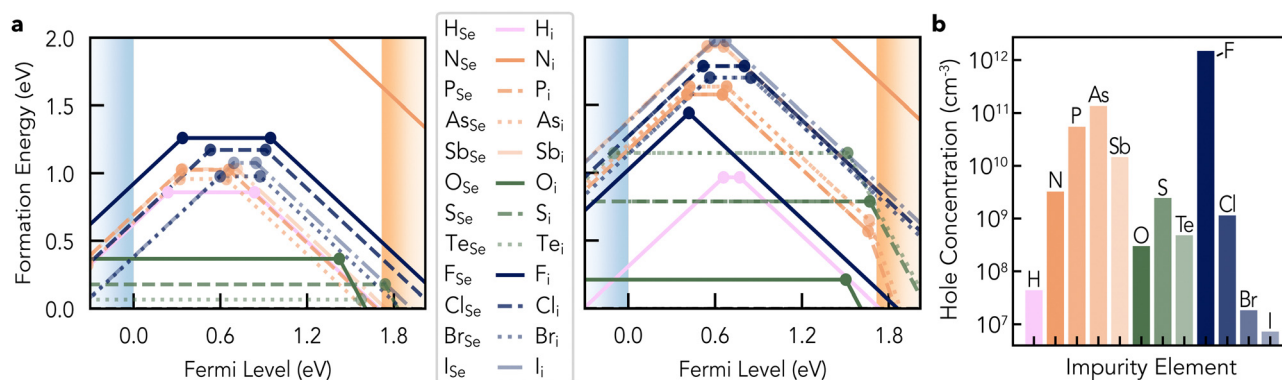 a
Formation Energy (eV)
2.0
1.5
1.0
0.5
0.0
0.0 0.6 1.2 1.8
Fermi Level (eV)
H_Se H_i
N_Se N_i
P_Se P_i
As_Se As_i
Sb_Se Sb_i
O_Se O_i
S_Se S_i
Te_Se Te_i
F_Se F_i
Cl_Se Cl_i
Br_Se Br_i
I_Se I_i
0.0 0.6 1.2 1.8
Fermi Level (eV)
b
Hole Concentration (cm⁻³)
10¹²
10¹¹
10¹⁰
10⁹
10⁸
10⁷
H
N
P
As
Sb
O
S
Te
F
Cl
Br
I
Impurity Element